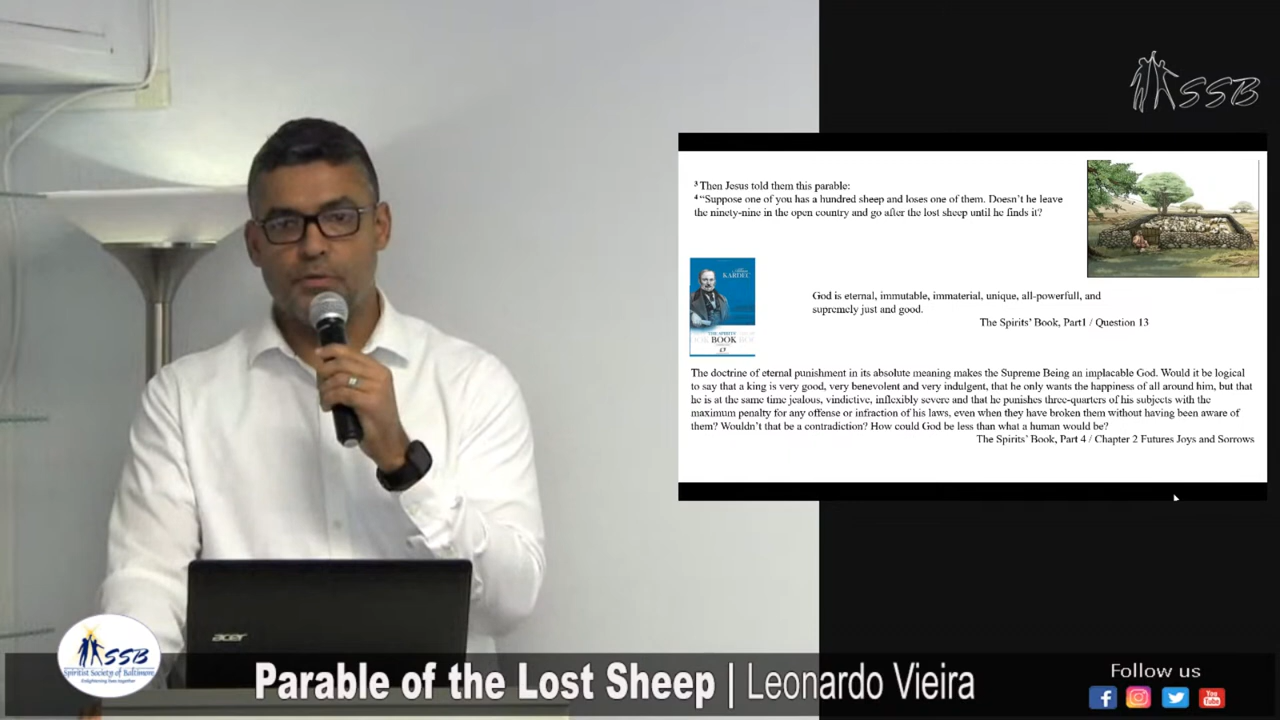 SSB
3 Then Jesus told them this parable:
4 “Suppose one of you has a hundred sheep and loses one of them. Doesn’t he leave
the ninety-nine in the open country and go after the lost sheep until he finds it?
Allan
KARDEC
THE SPIRITS'
BOOK
God is eternal, immutable, immaterial, unique, all-powerfull, and
supremely just and good.
The Spirits’ Book, Part1 / Question 13
The doctrine of eternal punishment in its absolute meaning makes the Supreme Being an implacable God. Would it be logical
to say that a king is very good, very benevolent and very indulgent, that he only wants the happiness of all around him, but that
he is at the same time jealous, vindictive, inflexibly severe and that he punishes three-quarters of his subjects with the
maximum penalty for any offense or infraction of his laws, even when they have broken them without having been aware of
them? Wouldn’t that be a contradiction? How could God be less than what a human would be?
The Spirits’ Book, Part 4 / Chapter 2 Futures Joys and Sorrows
acer
SSB
Spiritist Society of Baltimore
Enlightening lives together
Parable of the Lost Sheep | Leonardo Vieira
Follow us
You
Tube